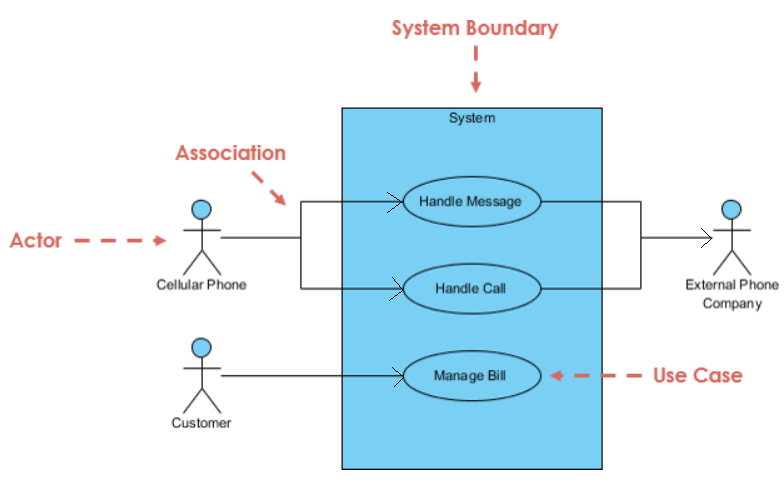 System Boundary
System
Association
Handle Message
Actor
Cellular Phone
Handle Call
External Phone
Company
Manage Bill
Use Case
Customer